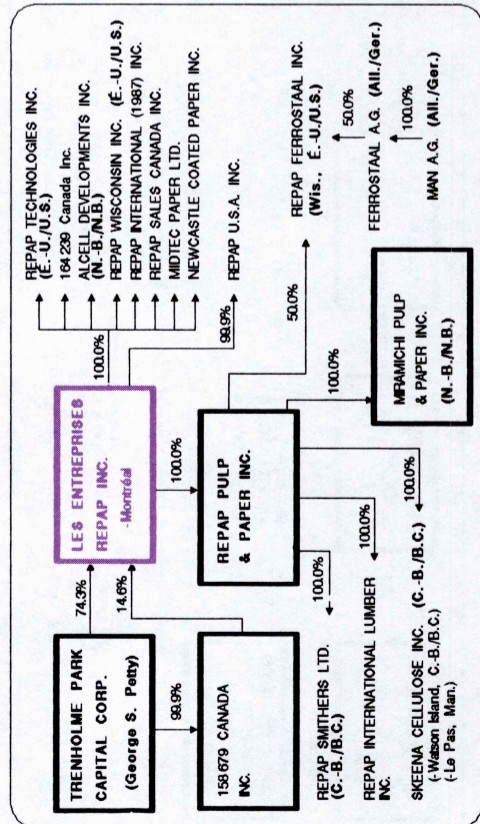 TRENHOLME PARK
CAPITAL CORP.
(George S. Petty)
74.3%
99.9%
158 679 CANADA
INC.
14.6%
LES ENTREPRISES
REPAP INC.
- Montréal
100.0%
REPAP TECHNOLOGIES INC.
(É.-U./U.S.)
164 239 Canada Inc.
ALCELL DEVELOPMENTS INC.
(N.-B./N.B.)
REPAP WISCONSIN INC. (É.-U./U.S.)
REPAP INTERNATIONAL (1987) INC.
REPAP SALES CANADA INC.
MIDTEC PAPER LTD.
NEWCASTLE COATED PAPER INC.
99.9%
REPAP U.S.A. INC.
100.0%
REPAP PULP
& PAPER INC.
50.0%
REPAP FERROSTAAL INC.
(Wis., É.-U./U.S.)
50.0%
FERROSTAAL A.G. (All./Ger.)
100.0%
MAN A.G. (All./Ger.)
100.0%
MIRAMICHI PULP
& PAPER INC.
(N.-B./N.B.)
100.0%
REPAP SMITHERS LTD.
(C.-B./B.C.)
100.0%
REPAP INTERNATIONAL LUMBER
INC.
100.0%
SKEENA CELLULOSE INC. (C.-B./B.C.)
(- Watson Island, C.-B./B.C.)
(- Le Pas, Man.)